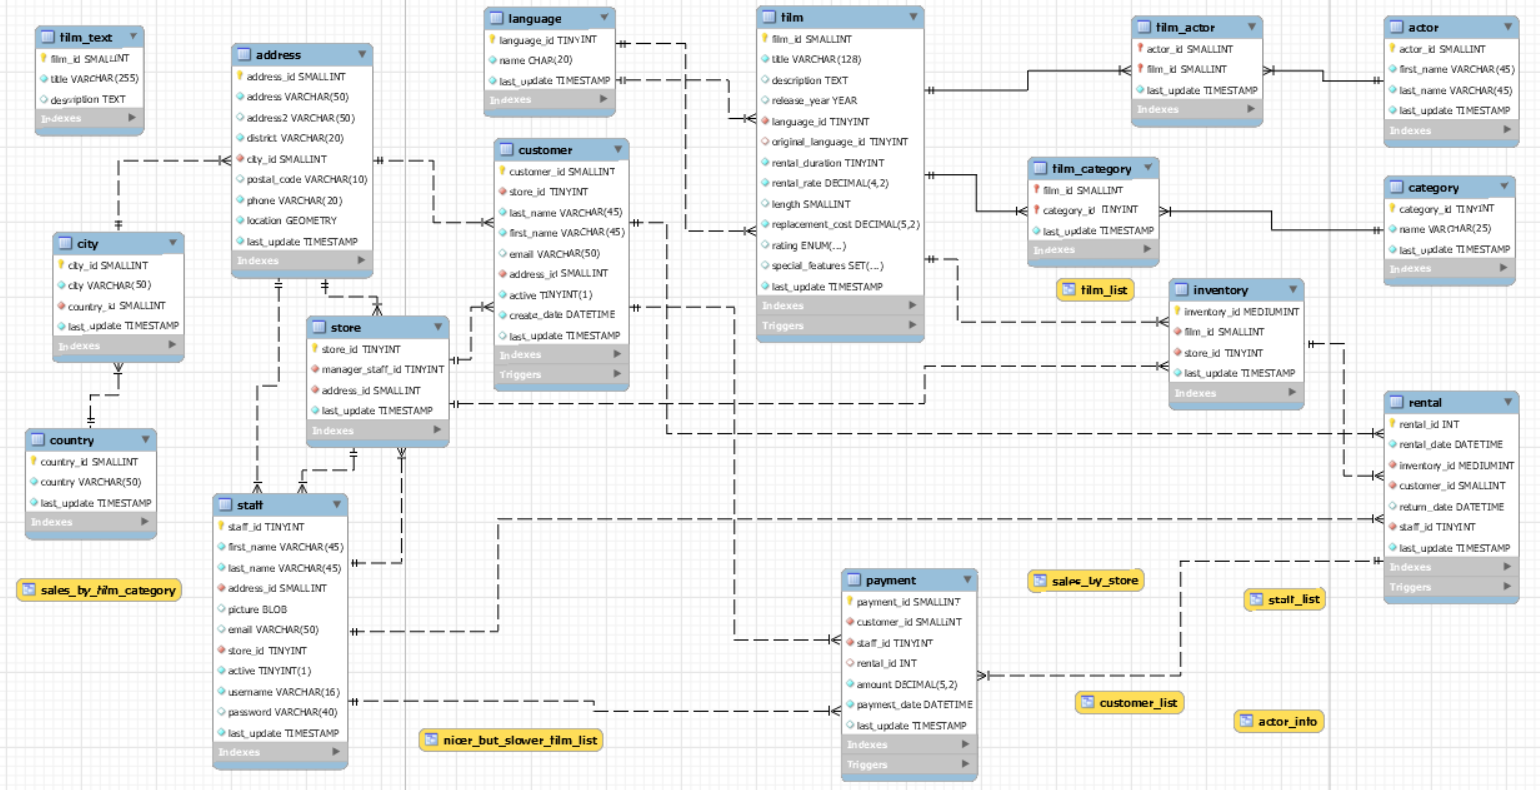 film_text
film_id SMALLINT
title VARCHAR(255)
description TEXT
Indexes
address
address_id SMALLINT
address VARCHAR(50)
address2 VARCHAR(50)
district VARCHAR(20)
city_id SMALLINT
postal_code VARCHAR(10)
phone VARCHAR(20)
location GEOMETRY
last_update TIMESTAMP
Indexes
city
city_id SMALLINT
city VARCHAR(50)
country_id SMALLINT
last_update TIMESTAMP
Indexes
country
country_id SMALLINT
country VARCHAR(50)
last_update TIMESTAMP
Indexes
sales_by_film_category
language
language_id TINYINT
name CHAR(20)
last_update TIMESTAMP
Indexes
customer
customer_id SMALLINT
store_id TINYINT
last_name VARCHAR(45)
first_name VARCHAR(45)
email VARCHAR(50)
address_id SMALLINT
active TINYINT(1)
create_date DATETIME
last_update TIMESTAMP
Indexes
Triggers
store
store_id TINYINT
manager_staff_id TINYINT
address_id SMALLINT
last_update TIMESTAMP
Indexes
staff
staff_id TINYINT
first_name VARCHAR(45)
last_name VARCHAR(45)
address_id SMALLINT
picture BLOB
email VARCHAR(50)
store_id TINYINT
active TINYINT(1)
username VARCHAR(16)
password VARCHAR(40)
last_update TIMESTAMP
Indexes
nicer_but_slower_film_list
film
film_id SMALLINT
title VARCHAR(128)
description TEXT
release_year YEAR
language_id TINYINT
original_language_id TINYINT
rental_duration TINYINT
rental_rate DECIMAL(4,2)
length SMALLINT
replacement_cost DECIMAL(5,2)
rating ENUM(...)
special_features SET(...)
last_update TIMESTAMP
Indexes
Triggers
film_actor
actor_id SMALLINT
film_id SMALLINT
last_update TIMESTAMP
Indexes
actor
actor_id SMALLINT
first_name VARCHAR(45)
last_name VARCHAR(45)
last_update TIMESTAMP
Indexes
film_category
film_id SMALLINT
category_id TINYINT
last_update TIMESTAMP
Indexes
category
category_id TINYINT
name VARCHAR(25)
last_update TIMESTAMP
Indexes
film_list
inventory
inventory_id MEDIUMINT
film_id SMALLINT
store_id TINYINT
last_update TIMESTAMP
Indexes
rental
rental_id INT
rental_date DATETIME
inventory_id MEDIUMINT
customer_id SMALLINT
return_date DATETIME
staff_id TINYINT
last_update TIMESTAMP
Indexes
Triggers
payment
payment_id SMALLINT
customer_id SMALLINT
staff_id TINYINT
rental_id INT
amount DECIMAL(5,2)
payment_date DATETIME
last_update TIMESTAMP
Indexes
Triggers
sales_by_store
staff_list
customer_list
actor_info